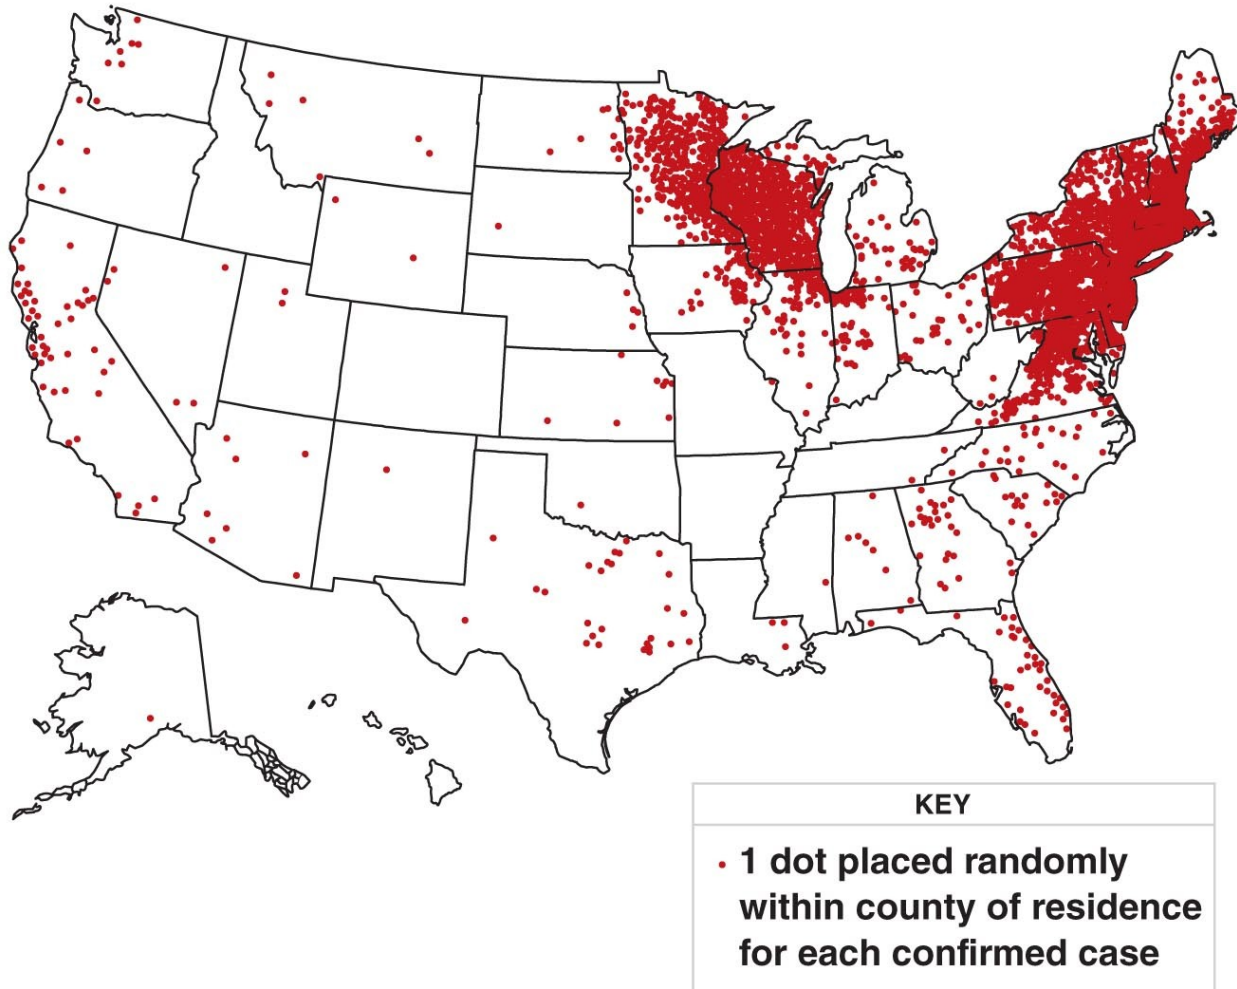 KEY
1 dot placed randomly
within county of residence
for each confirmed case